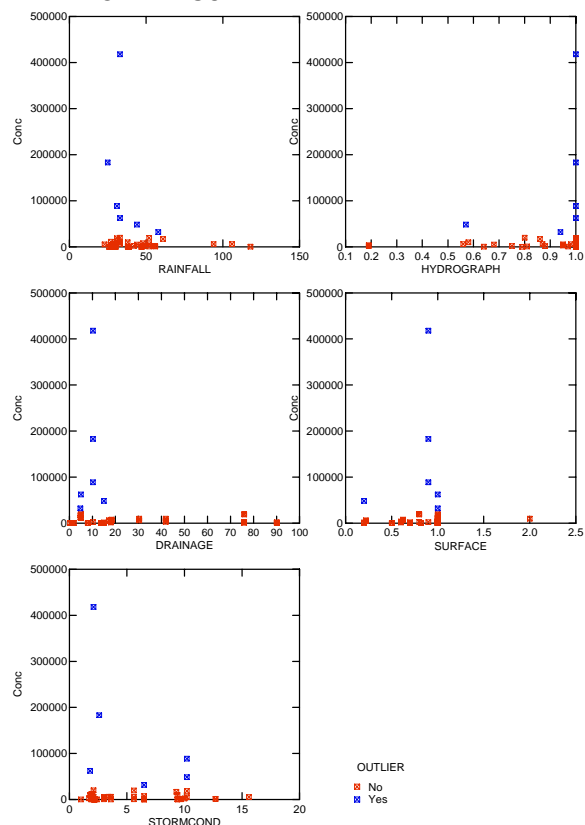 500000 500000
400000 400000
300000 300000
Conc Conc
200000 200000
100000 100000
0 0
0 50 100 150 0.1 0.2 0.3 0.4 0.5 0.6 0.7 0.8 0.9 1.0
RAINFALL HYDROGRAPH
500000 500000
400000 400000
300000 300000
Conc Conc
200000 200000
100000 100000
0 0
0 10 20 30 40 50 60 70 80 90 100 0.0 0.5 1.0 1.5 2.0 2.5
DRAINAGE SURFACE
500000
400000
300000
Conc
200000
100000
0
0 5 10 15 20
STORMCOND
OUTLIER
No
Yes